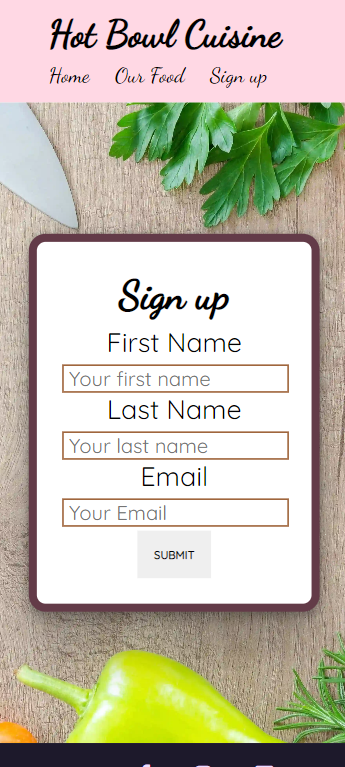 Hot Bowl Cuisine
Home Our Food Sign up
Sign up
First Name
Your first name
Last Name
Your last name
Email
Your Email
SUBMIT